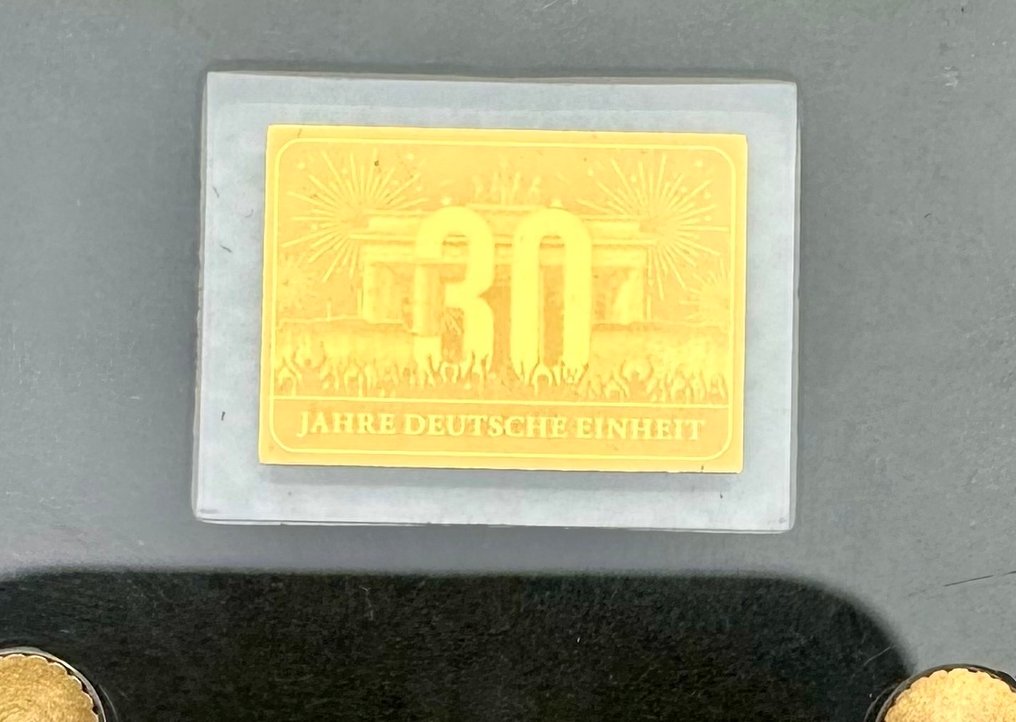 30
JAHRE DEUTSCHE EINHEIT